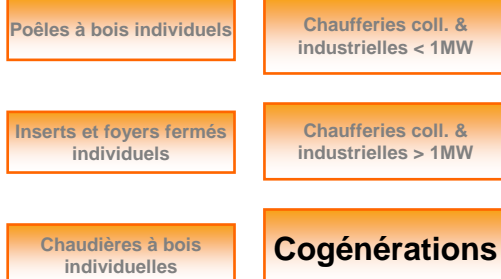 Poêles à bois individuels
Chaufferies coll. &
industrielles < 1MW
Inserts et foyers fermés
individuels
Chaufferies coll. &
industrielles > 1MW
Chaudières à bois
individuelles
Cogénérations